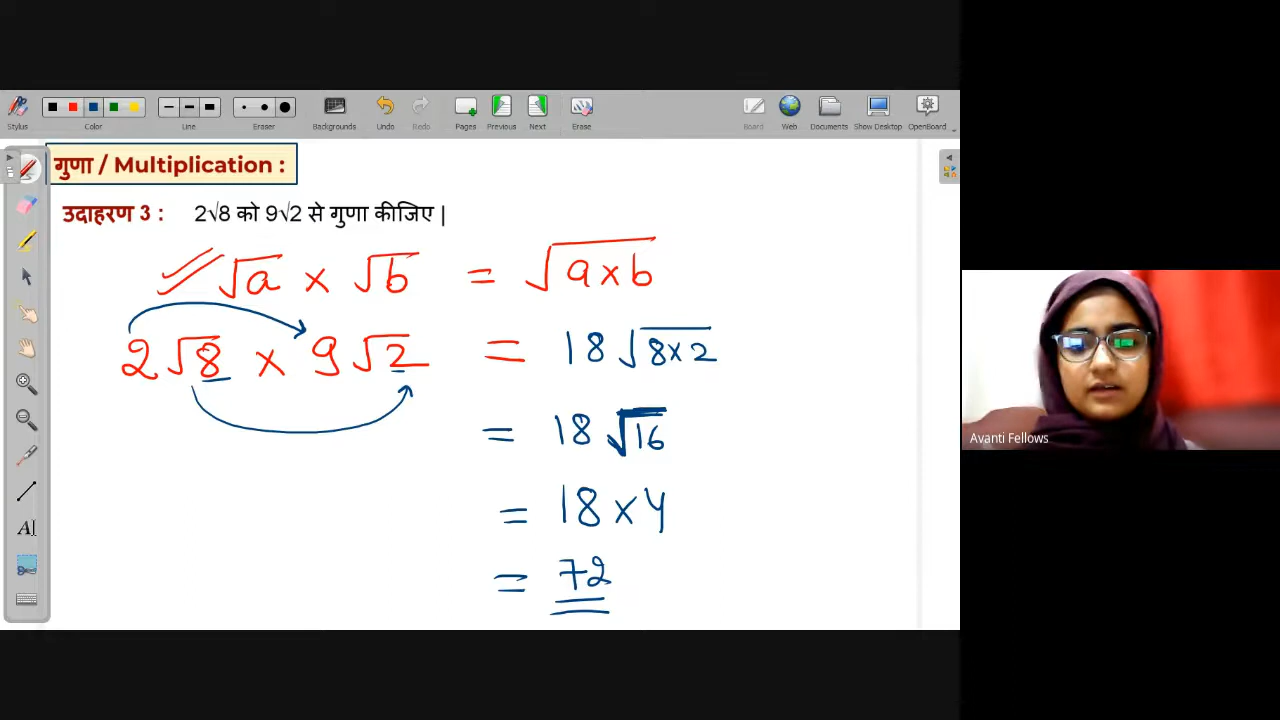 Stylus Color Line Eraser Backgrounds Undo Redo Pages Previous Next Erase Board Web Documents Show Desktop OpenBoard
गुणा / Multiplication :
उदाहरण 3 : 2√8 को 9√2 से गुणा कीजिए |
√a × √b = √a×b
2√8 × 9√2 = 18√8×2
= 18√16
= 18×4
= 72
Avanti Fellows